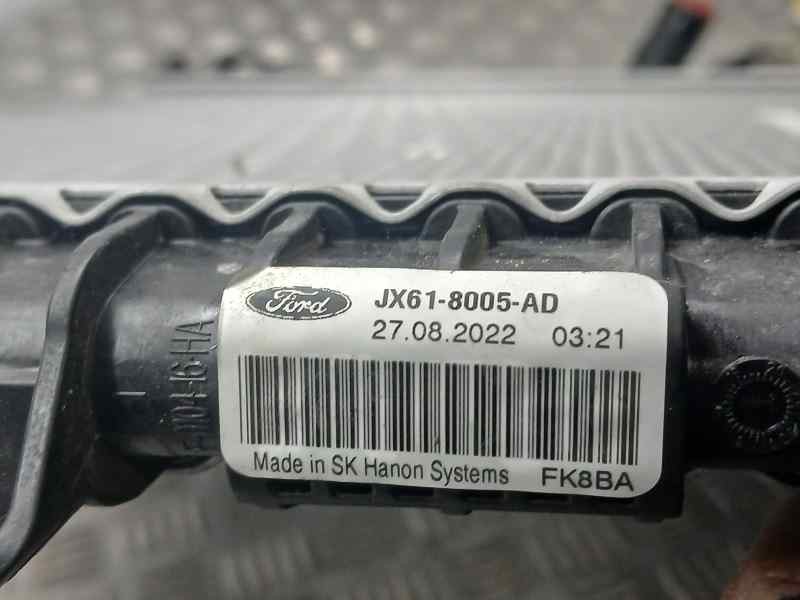 Ford
JX61-8005-AD
27.08.2022 03:21
Made in SK Hanon Systems FK8BA